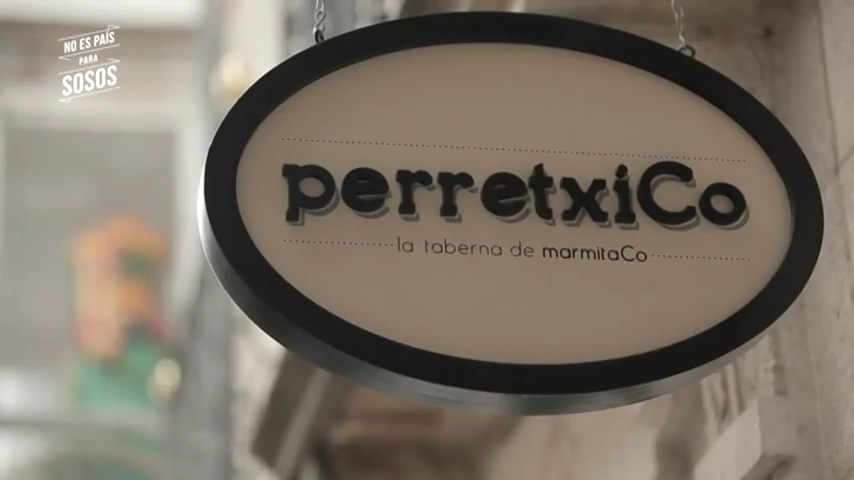 NO ES PAÍS
PARA
SOSOS
perretxiCo
la taberna de marmitaCo